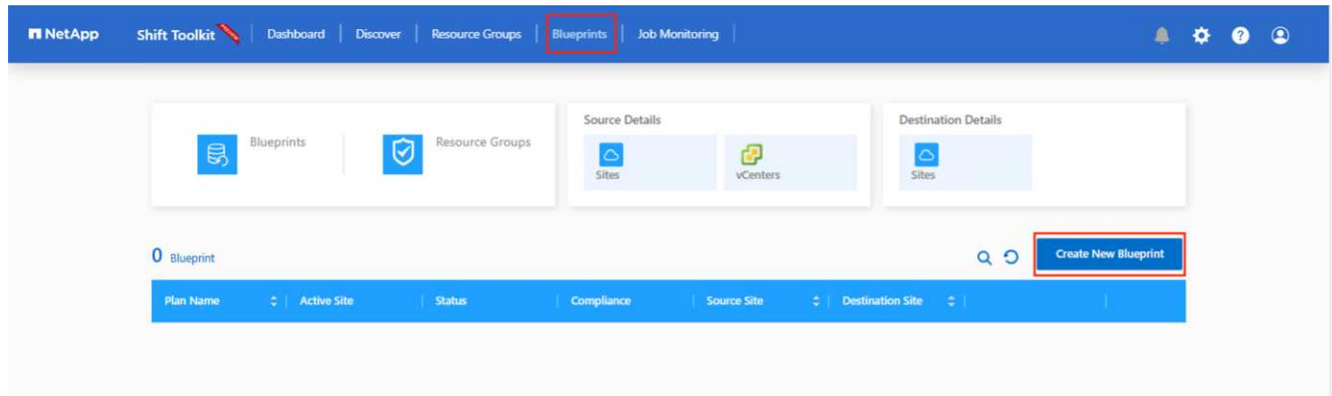 NetApp Shift Toolkit Dashboard Discover Resource Groups Blueprints Job Monitoring
Blueprints
Resource Groups
Source Details
Sites
vCenters
Destination Details
Sites
0 Blueprint
Create New Blueprint
Plan Name Active Site Status Compliance Source Site Destination Site